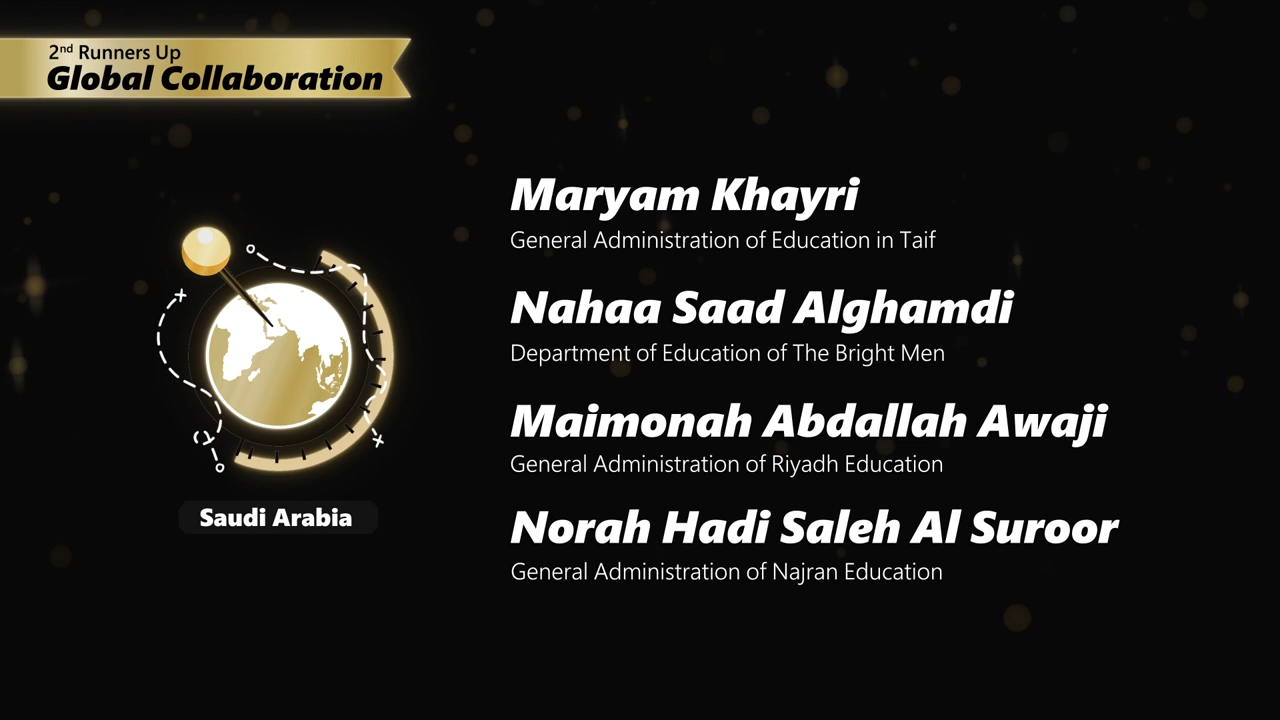 2nd Runners Up
Global Collaboration
Saudi Arabia
Maryam Khayri
General Administration of Education in Taif
Nahaa Saad Alghamdi
Department of Education of The Bright Men
Maimonah Abdallah Awaji
General Administration of Riyadh Education
Norah Hadi Saleh Al Suroor
General Administration of Najran Education